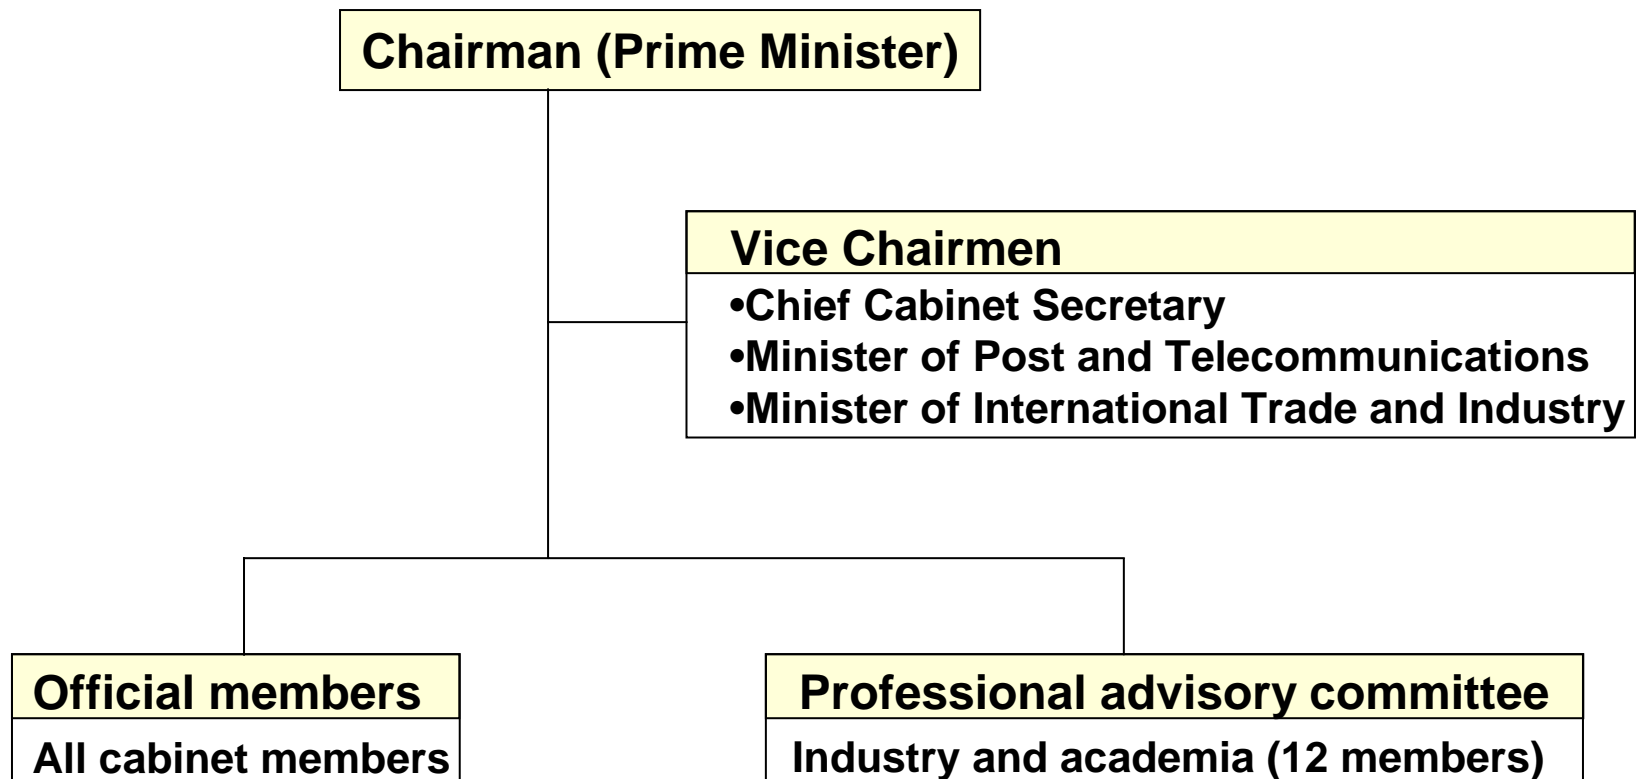 Chairman (Prime Minister)
Vice Chairmen
•Chief Cabinet Secretary
•Minister of Post and Telecommunications
•Minister of International Trade and Industry
Official members
All cabinet members
Professional advisory committee
Industry and academia (12 members)